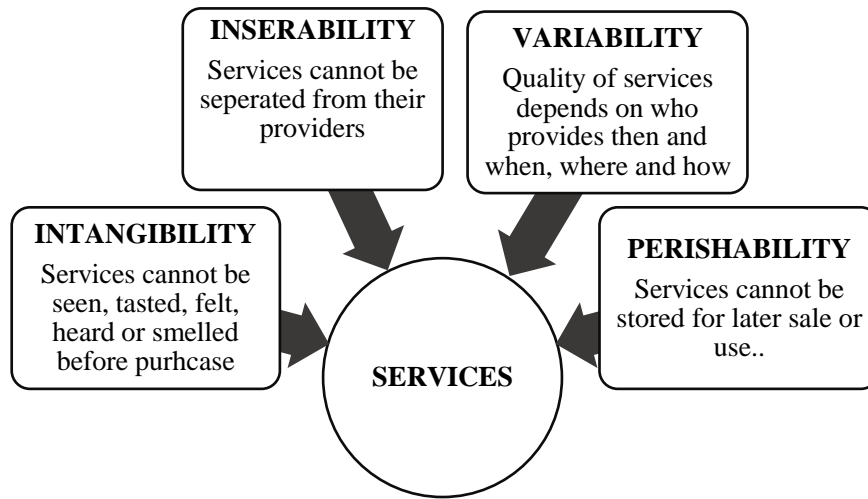 INTANGIBILITY
Services cannot be
seen, tasted, felt,
heard or smelled
before purhcase
INSERABILITY
Services cannot be
seperated from their
providers
VARIABILITY
Quality of services
depends on who
provides then and
when, where and how
PERISHABILITY
Services cannot be
stored for later sale or
use..
SERVICES